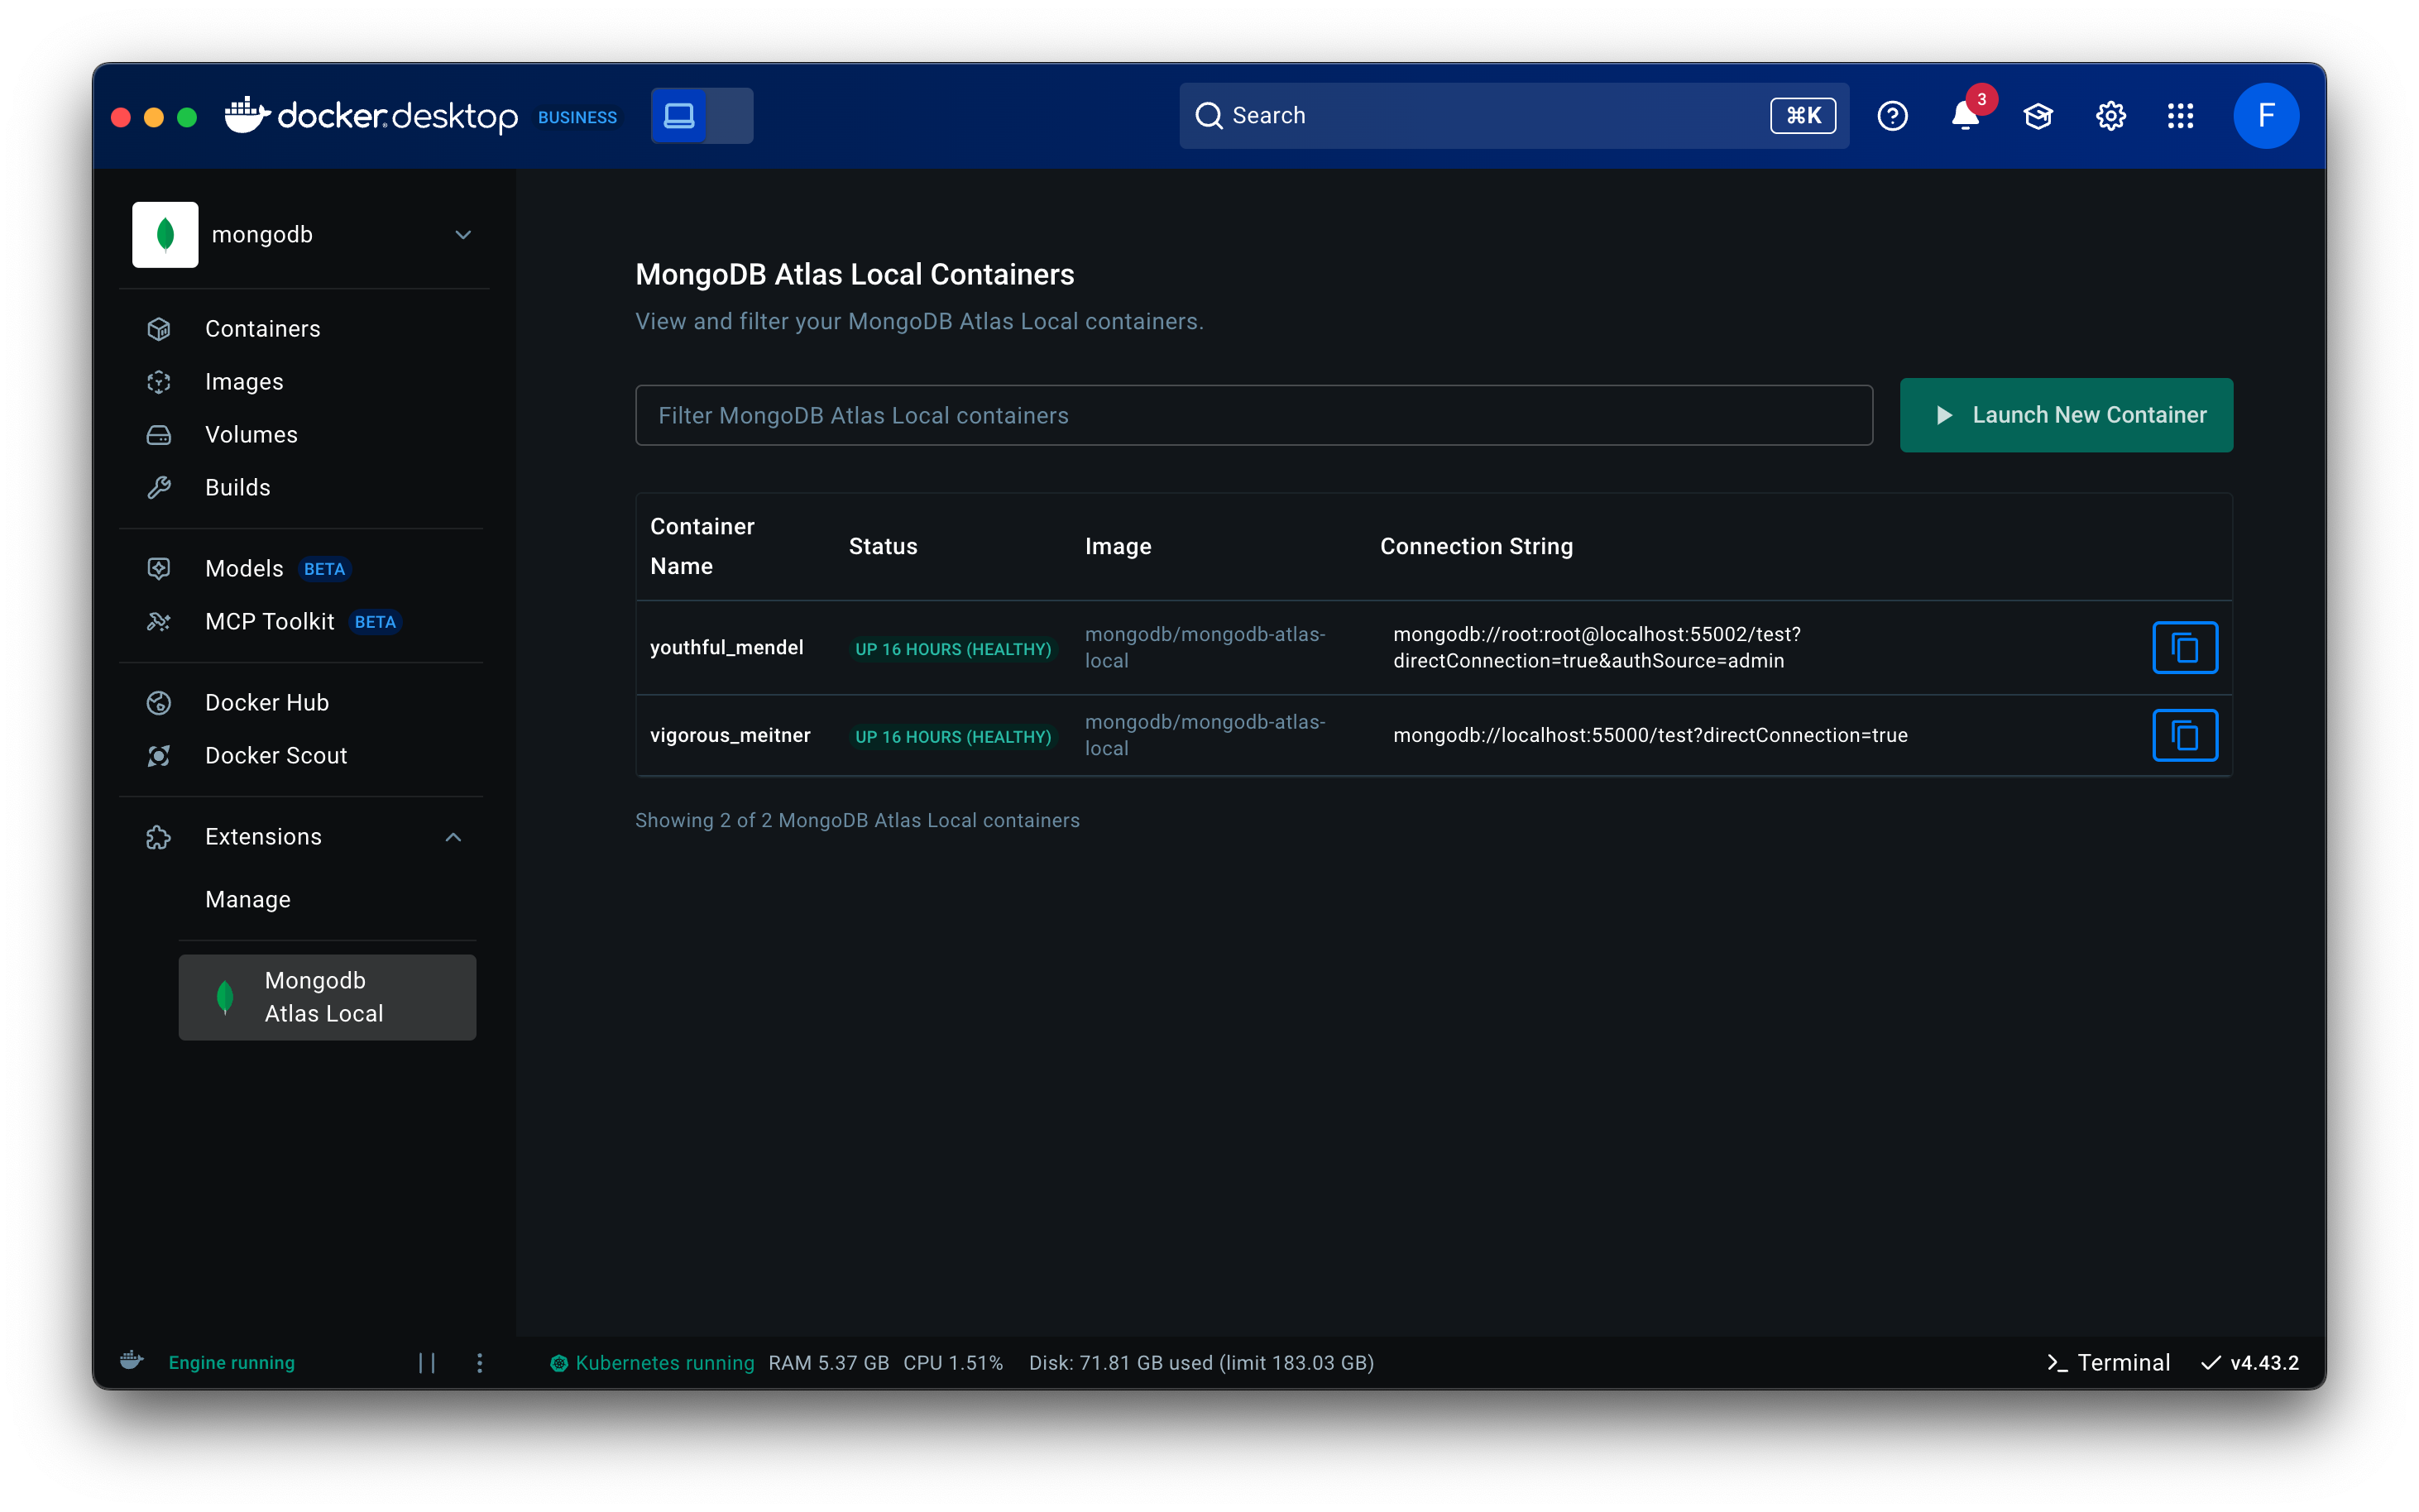 docker desktop BUSINESS
Search
⌘K
3
F
mongodb
Containers
Images
Volumes
Builds
Models BETA
MCP Toolkit BETA
Docker Hub
Docker Scout
Extensions
Manage
Mongodb
Atlas Local
MongoDB Atlas Local Containers
View and filter your MongoDB Atlas Local containers.
Filter MongoDB Atlas Local containers
Launch New Container
Container
Name
Status
Image
Connection String
youthful_mendel
UP 16 HOURS (HEALTHY)
mongodb/mongodb-atlas-
local
mongodb://root:root@localhost:55002/test?
directConnection=true&authSource=admin
vigorous_meitner
UP 16 HOURS (HEALTHY)
mongodb/mongodb-atlas-
local
mongodb://localhost:55000/test?directConnection=true
Showing 2 of 2 MongoDB Atlas Local containers
Engine running
Kubernetes running RAM 5.37 GB CPU 1.51% Disk: 71.81 GB used (limit 183.03 GB)
Terminal
v4.43.2